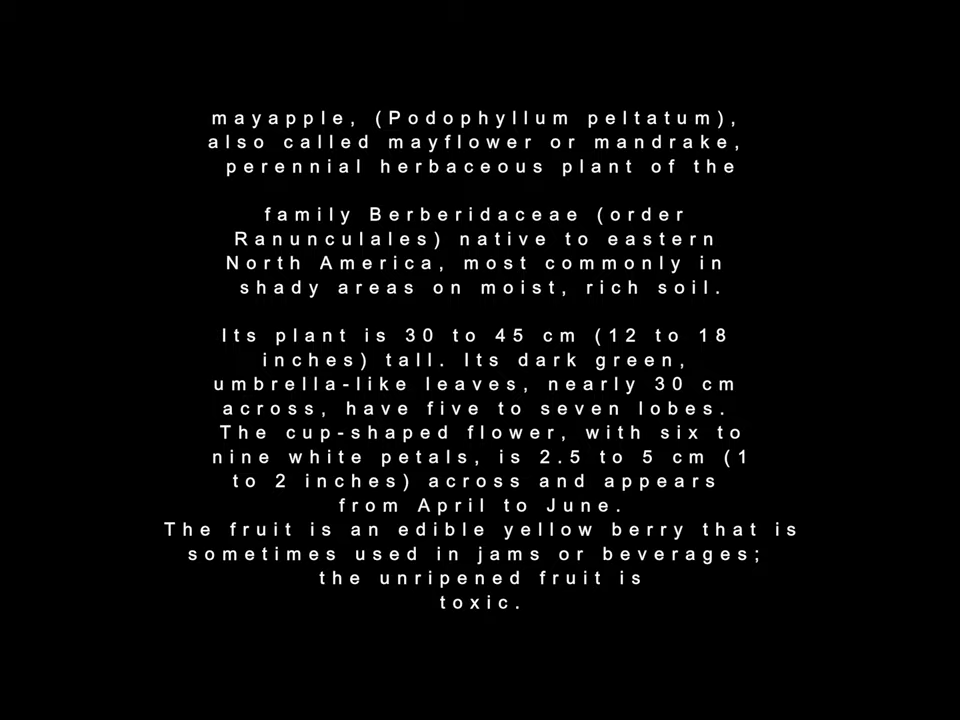 mayapple, (Podophyllum peltatum),
also called mayflower or mandrake,
perennial herbaceous plant of the
family Berberidaceae (order
Ranunculales) native to eastern
North America, most commonly in
shady areas on moist, rich soil.
Its plant is 30 to 45 cm (12 to 18
inches) tall. Its dark green,
umbrella-like leaves, nearly 30 cm
across, have five to seven lobes.
The cup-shaped flower, with six to
nine white petals, is 2.5 to 5 cm (1
to 2 inches) across and appears
from April to June.
The fruit is an edible yellow berry that is
sometimes used in jams or beverages;
the unripened fruit is
toxic.